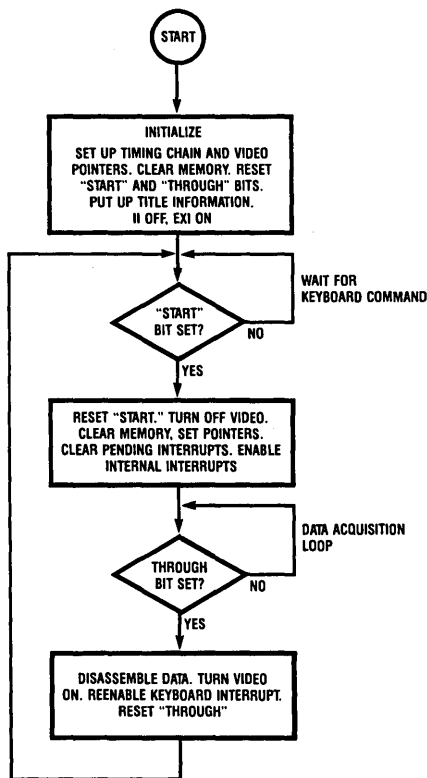 START
INITIALIZE
SET UP TIMING CHAIN AND VIDEO
POINTERS. CLEAR MEMORY. RESET
“START” AND “THROUGH” BITS.
PUT UP TITLE INFORMATION.
II OFF, EXI ON
WAIT FOR
KEYBOARD COMMAND
“START”
BIT SET?
NO
YES
RESET “START.” TURN OFF VIDEO.
CLEAR MEMORY, SET POINTERS.
CLEAR PENDING INTERRUPTS. ENABLE
INTERNAL INTERRUPTS
DATA ACQUISITION
LOOP
THROUGH
BIT SET?
NO
YES
DISASSEMBLE DATA. TURN VIDEO
ON. REENABLE KEYBOARD INTERRUPT.
RESET “THROUGH”